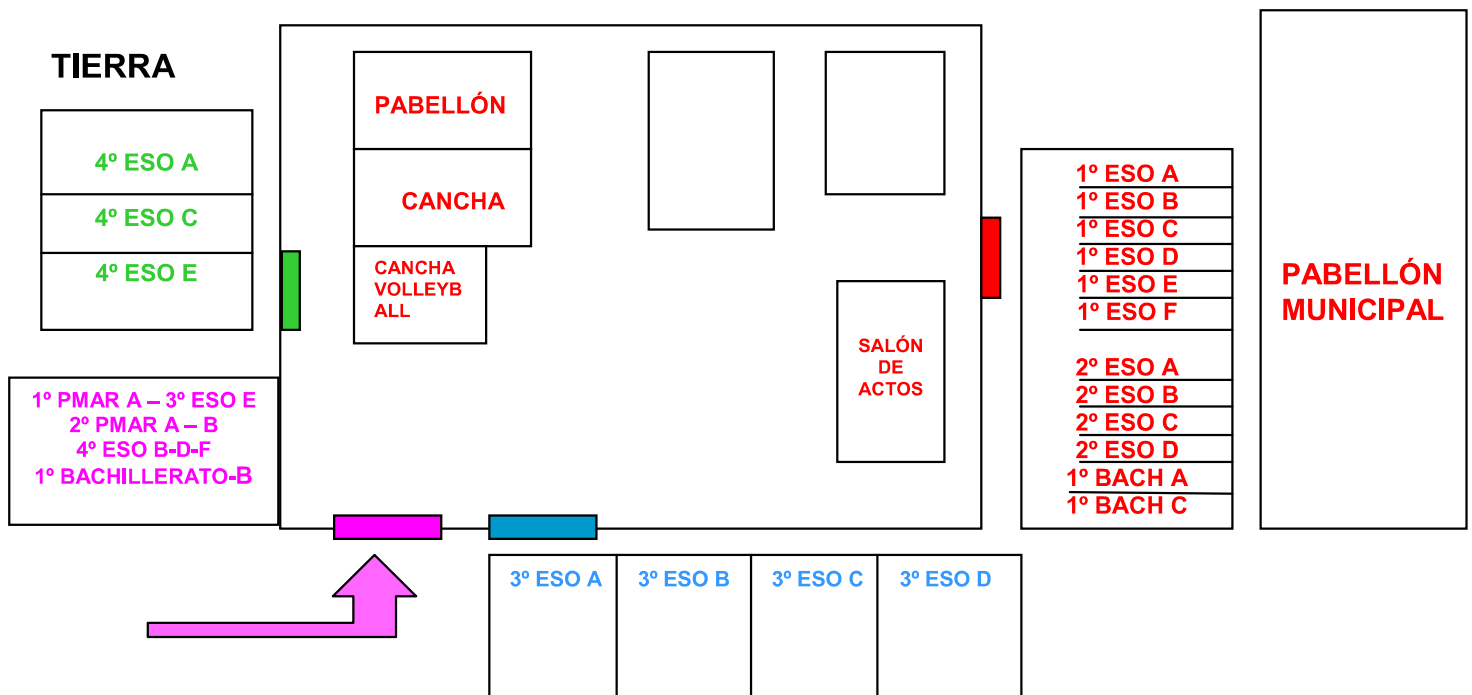 TIERRA
4º ESO A
4º ESO C
4º ESO E
1º PMAR A – 3º ESO E
2º PMAR A – B
4º ESO B-D-F
1º BACHILLERATO-B
PABELLÓN
CANCHA
CANCHA
VOLLEYB
ALL
SALÓN
DE
ACTOS
1º ESO A
1º ESO B
1º ESO C
1º ESO D
1º ESO E
1º ESO F
2º ESO A
2º ESO B
2º ESO C
2º ESO D
1º BACH A
1º BACH C
PABELLÓN
MUNICIPAL
3º ESO A
3º ESO B
3º ESO C
3º ESO D